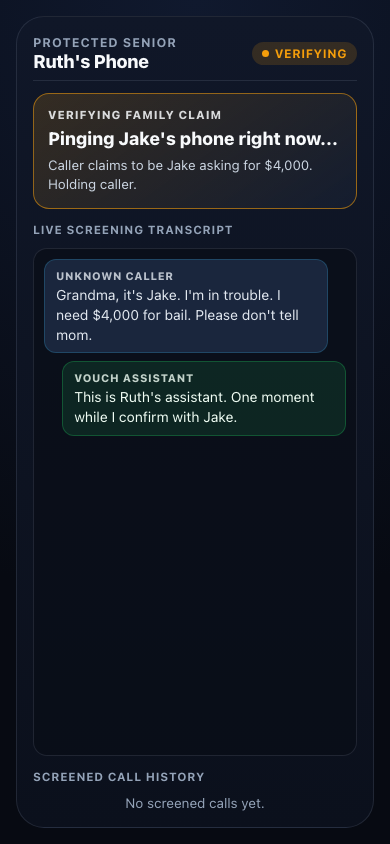 PROTECTED SENIOR
Ruth's Phone
VERIFYING
VERIFYING FAMILY CLAIM
Pinging Jake's phone right now...
Caller claims to be Jake asking for $4,000.
Holding caller.
LIVE SCREENING TRANSCRIPT
UNKNOWN CALLER
Grandma, it's Jake. I'm in trouble. I
need $4,000 for bail. Please don't tell
mom.
VOUCH ASSISTANT
This is Ruth's assistant. One moment
while I confirm with Jake.
SCREENED CALL HISTORY
No screened calls yet.